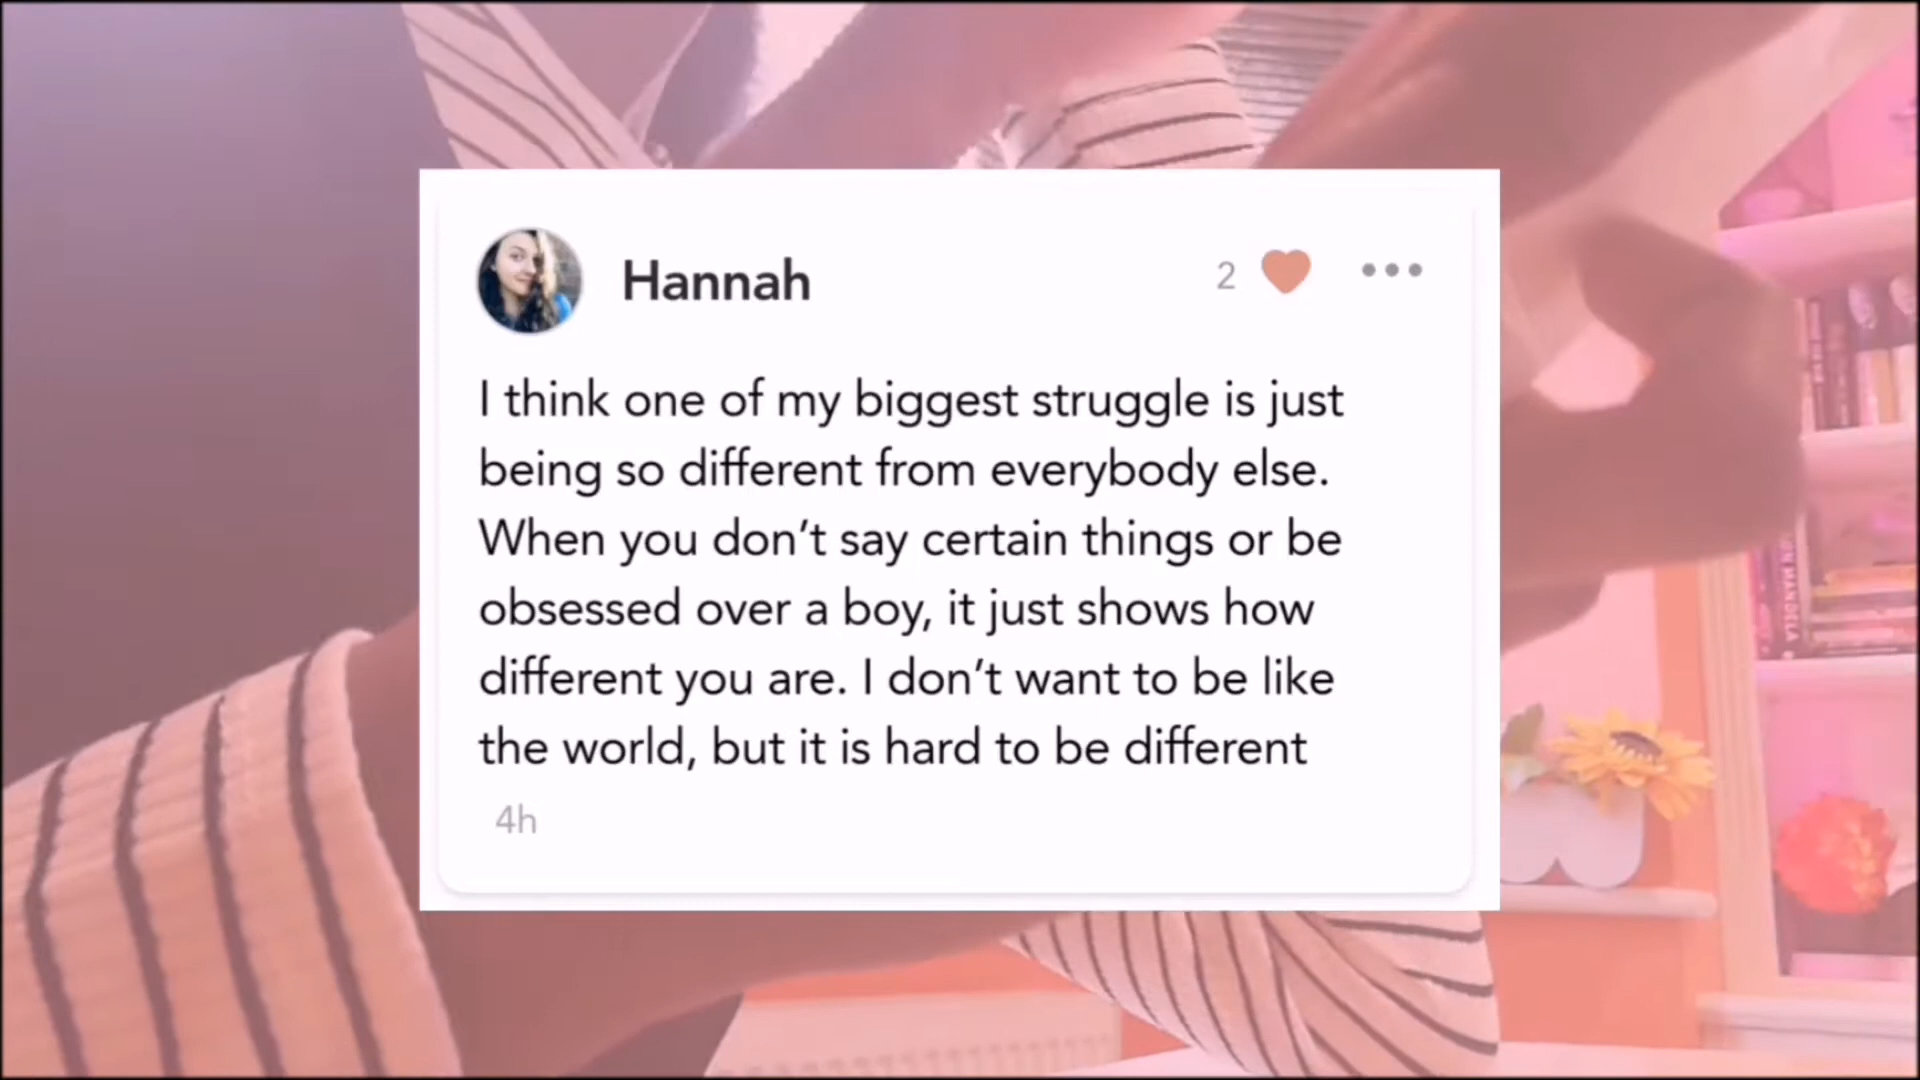 Hannah
2
I think one of my biggest struggle is just
being so different from everybody else.
When you don't say certain things or be
obsessed over a boy, it just shows how
different you are. I don't want to be like
the world, but it is hard to be different
4h
MANDELA